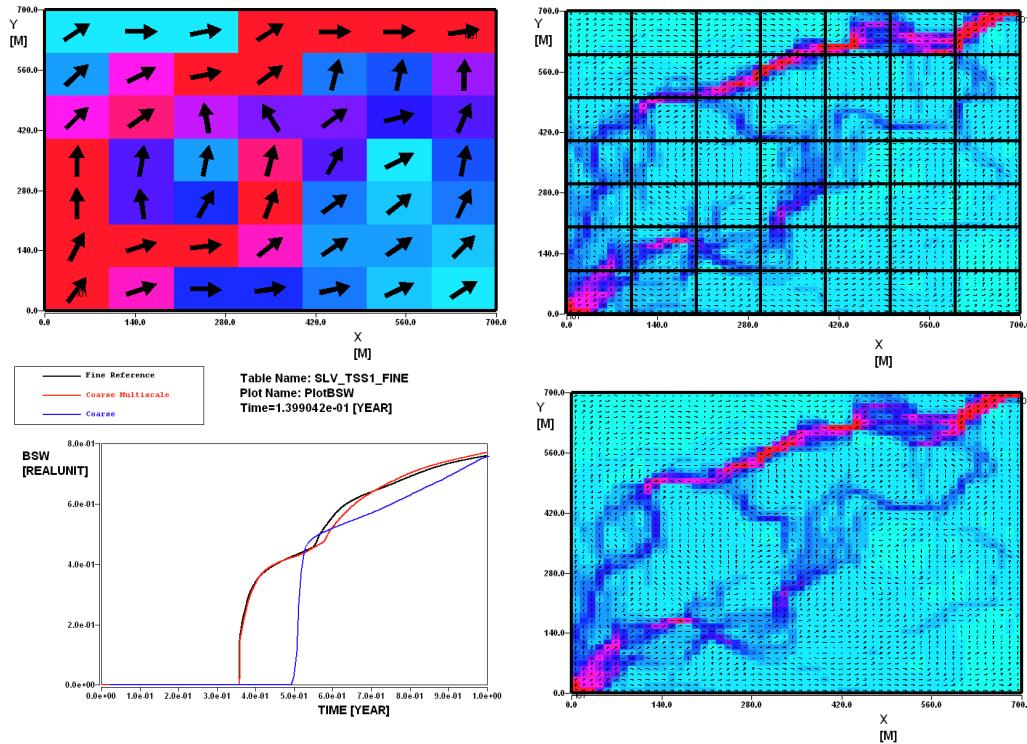 Y
[M]
700.0
560.0
420.0
280.0
140.0
0.0
0.0 140.0 280.0 420.0 560.0 700.0
X
[M]
Y
[M]
700.0
560.0
420.0
280.0
140.0
0.0
0.0 140.0 280.0 420.0 560.0 700.0
X
[M]
Fine Reference
Coarse Multiscale
Coarse
Table Name: SLV_TSS1_FINE
Plot Name: PlotBSW
Time=1.399042e-01 [YEAR]
BSW
[REALUNIT]
8.0e-01
6.0e-01
4.0e-01
2.0e-01
0.0e+00
0.0e+00 1.0e-01 2.0e-01 3.0e-01 4.0e-01 5.0e-01 6.0e-01 7.0e-01 8.0e-01 9.0e-01 1.0e+00
TIME [YEAR]
Y
[M]
700.0
560.0
420.0
280.0
140.0
0.0
0.0 140.0 280.0 420.0 560.0 700.
X
[M]